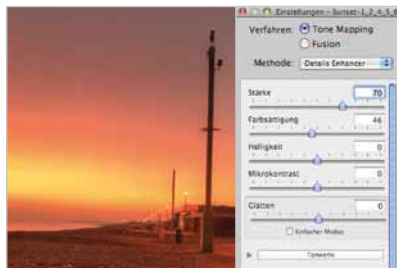 Einstellungen - Sunset-1_2_4_5_6
Verfahren: Tone Mapping
Fusion
Methode: Details Enhancer
Stärke 70
Farbsättigung 46
Helligkeit 0
Mikrokontrast 0
Glätten 0
Einfacher Modus
Tonwerte